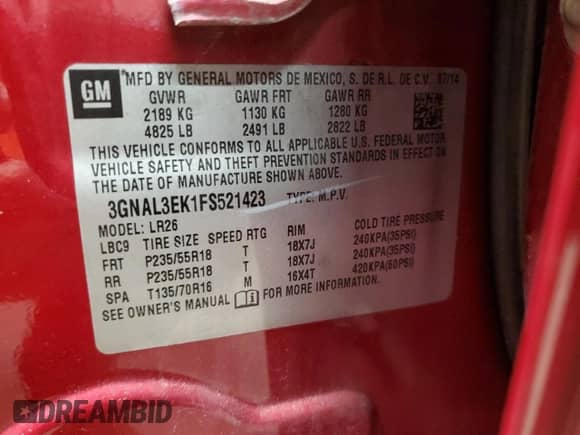 GM
MFD BY GENERAL MOTORS DE MEXICO, S. DE R.L. DE C.V. 07/14
GVWR GAWR FRT GAWR RR
2189 KG 1130 KG 1280 KG
4825 LB 2491 LB 2822 LB
THIS VEHICLE CONFORMS TO ALL APPLICABLE U.S. FEDERAL MOTOR
VEHICLE SAFETY AND THEFT PREVENTION STANDARDS IN EFFECT ON
THE DATE OF MANUFACTURE SHOWN ABOVE.
3GNAL3EK1FS521423 TYPE: M.P.V.
MODEL: LR26
LBC9 TIRE SIZE SPEED RTG RIM COLD TIRE PRESSURE
FRT P235/55R18 T 18X7J 240KPA(35PSI)
RR P235/55R18 T 18X7J 240KPA(35PSI)
SPA T135/70R16 M 16X4T 420KPA(60PSI)
SEE OWNER'S MANUAL FOR MORE INFORMATION.
DREAMBID